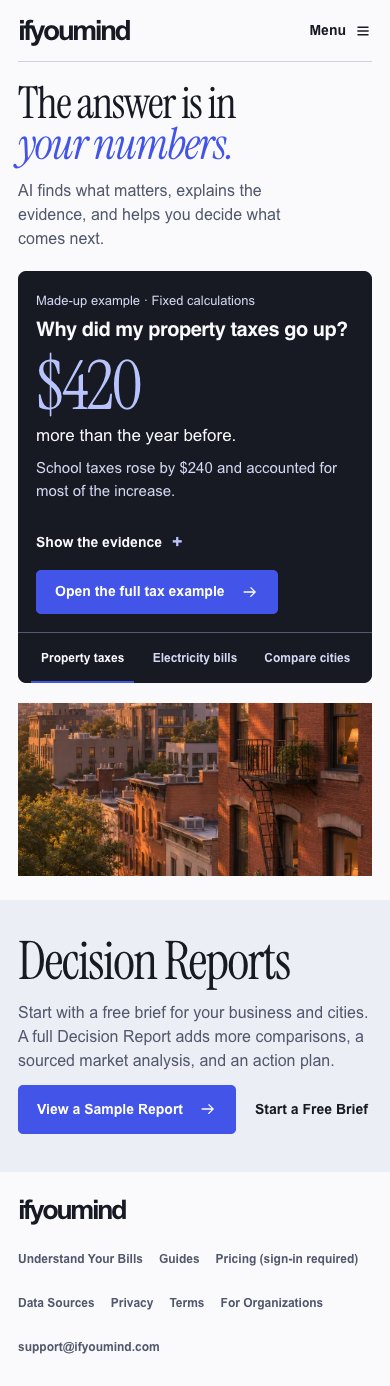 ifyoumind
Menu
The answer is in
your numbers.
AI finds what matters, explains the
evidence, and helps you decide what
comes next.
Made-up example · Fixed calculations
Why did my property taxes go up?
$420
more than the year before.
School taxes rose by $240 and accounted for
most of the increase.
Show the evidence +
Open the full tax example →
Property taxes Electricity bills Compare cities
Decision Reports
Start with a free brief for your business and cities.
A full Decision Report adds more comparisons, a
sourced market analysis, and an action plan.
View a Sample Report → Start a Free Brief
ifyoumind
Understand Your Bills Guides Pricing (sign-in required)
Data Sources Privacy Terms For Organizations
support@ifyoumind.com